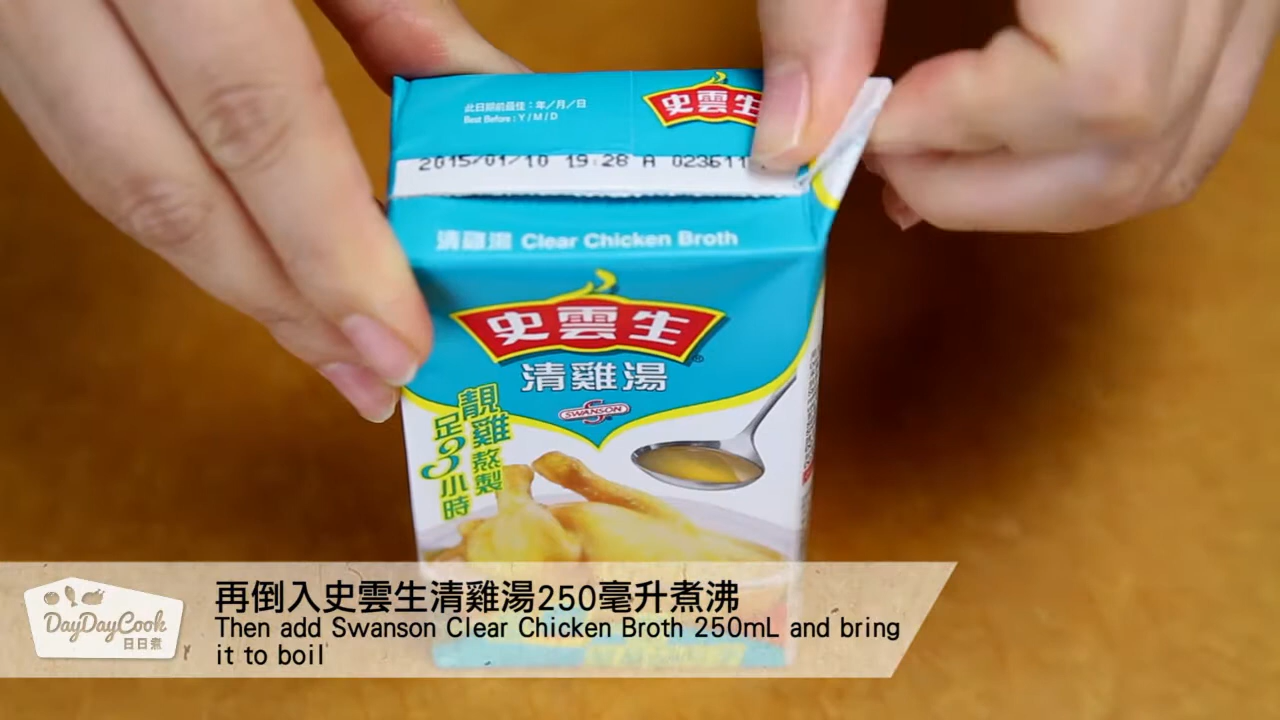 此日期前最佳：年／月／日
Best Before : Y / M / D
史雲生
2015/01/10 19:28 A 023611
清雞湯 Clear Chicken Broth
史雲生
清雞湯
SWANSON
靚雞熬製
足3小時
再倒入史雲生清雞湯250毫升煮沸
Then add Swanson Clear Chicken Broth 250mL and bring
it to boil
DayDayCook
日日煮